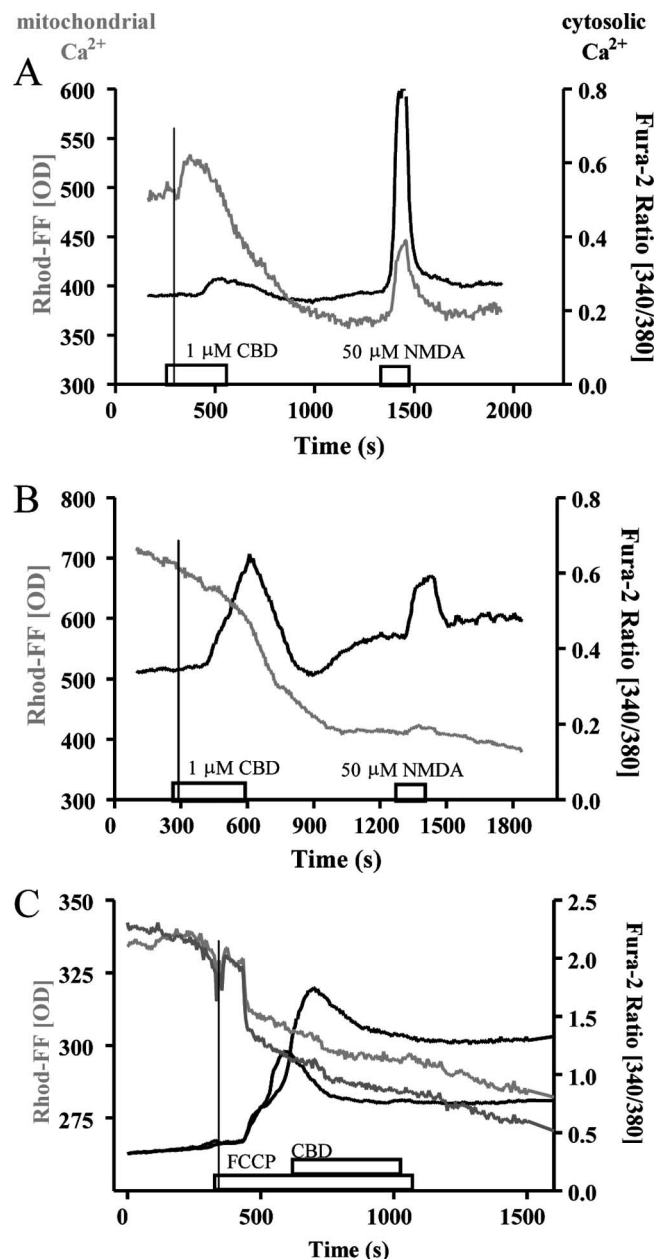 mitochondrial
Ca²⁺
cytosolic
Ca²⁺
A
Rhod-FF [OD]
600
550
500
450
400
350
300
0.8
0.6
0.4
0.2
0.0
Fura-2 Ratio [340/380]
1 μM CBD
50 μM NMDA
0
500
1000
1500
2000
Time (s)
B
Rhod-FF [OD]
800
700
600
500
400
300
0.8
0.6
0.4
0.2
0.0
Fura-2 Ratio [340/380]
1 μM CBD
50 μM NMDA
0
300
600
900
1200
1500
1800
Time (s)
C
Rhod-FF [OD]
350
325
300
275
2.5
2.0
1.5
1.0
0.5
0.0
Fura-2 Ratio [340/380]
FCCP
CBD
0
500
1000
1500
Time (s)